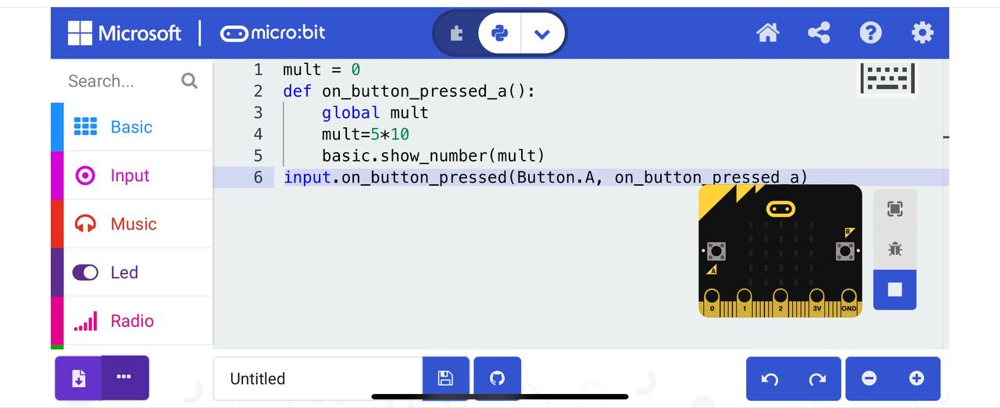 Microsoft | micro:bit
Search...
Basic
Input
Music
Led
Radio
1 mult = 0
2 def on_button_pressed_a():
3 global mult
4 mult=5*10
5 basic.show_number(mult)
6 input.on_button_pressed(Button.A, on_button_pressed_a)
B
A
0 1 2 3V GND
Untitled